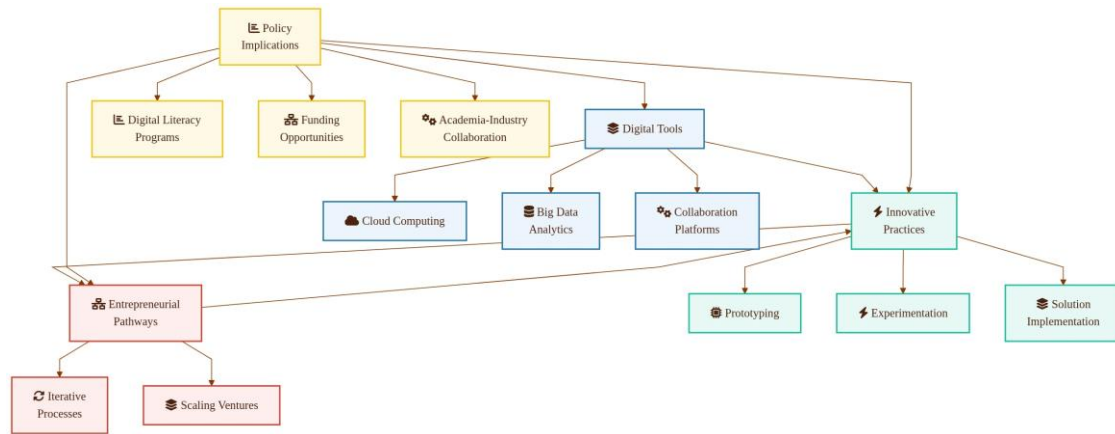 Policy
Implications
Digital Literacy
Programs
Funding
Opportunities
Academia-Industry
Collaboration
Digital Tools
Cloud Computing
Big Data
Analytics
Collaboration
Platforms
Innovative
Practices
Entrepreneurial
Pathways
Prototyping
Experimentation
Solution
Implementation
Iterative
Processes
Scaling Ventures